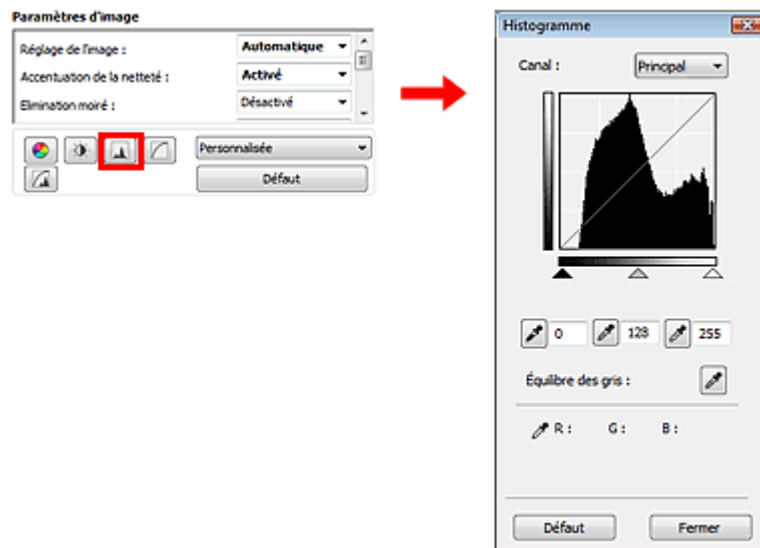 Paramètres d'image
Réglage de l'image : Automatique
Accentuation de la netteté : Activé
Elimination moiré : Désactivé
Personnalisée
Défaut
Histogramme
Canal : Principal
0 128 255
Équilibre des gris :
R : G : B :
Défaut Fermer